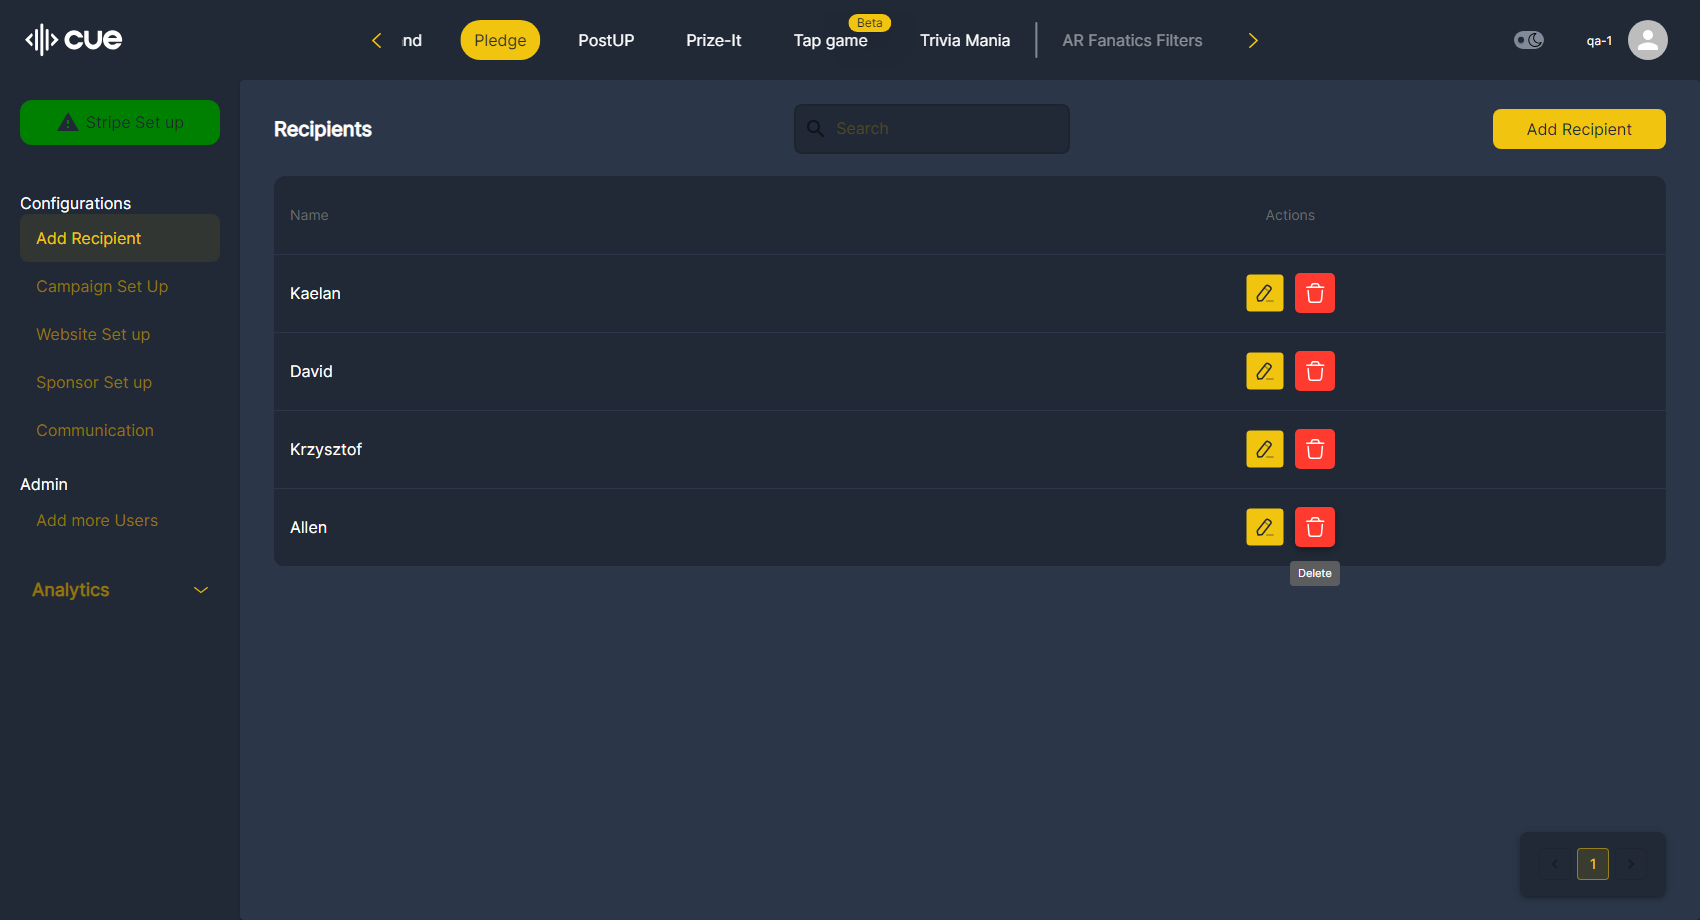 cue
nd
Pledge
PostUP
Prize-It
Tap game
Beta
Trivia Mania
AR Fanatics Filters
qa-1
Stripe Set up
Configurations
Add Recipient
Campaign Set Up
Website Set up
Sponsor Set up
Communication
Admin
Add more Users
Analytics
Recipients
Search
Add Recipient
Name
Actions
Kaelan
David
Krzysztof
Allen
Delete
1